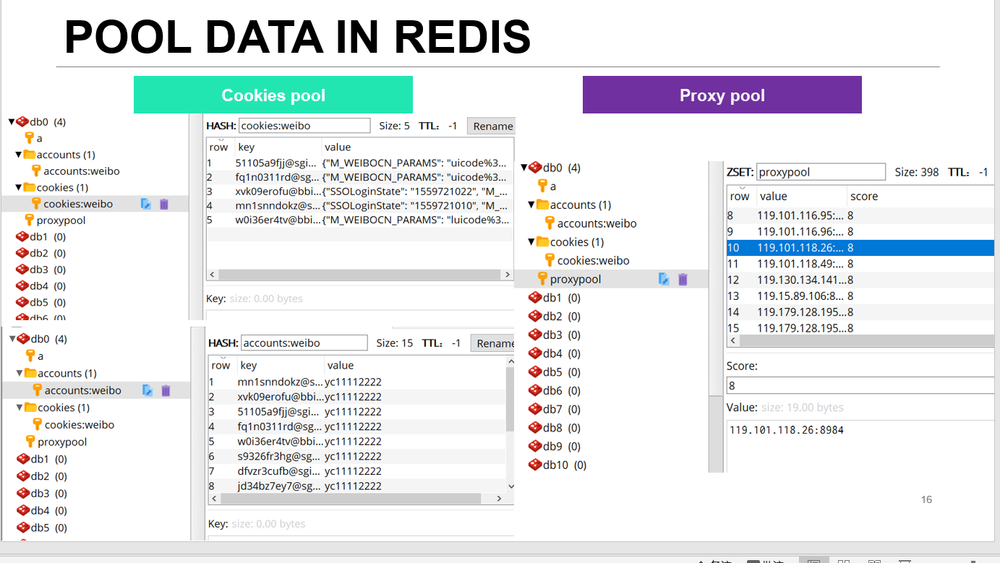 POOL DATA IN REDIS
Cookies pool
Proxy pool
db0 (4)
a
accounts (1)
accounts:weibo
cookies (1)
cookies:weibo
proxypool
db1 (0)
db2 (0)
db3 (0)
db4 (0)
db5 (0)
db6 (0)
HASH: cookies:weibo Size: 5 TTL: -1 Rename
row key value
1 51105a9fjj@sgi... {"M_WEIBOCN_PARAMS": "uicode%3...
2 fq1n0311rd@sg... {"M_WEIBOCN_PARAMS": "uicode%3...
3 xvk09erofu@bbi... {"SSOLoginState": "1559721022", "M_...
4 mn1snndokz@s... {"SSOLoginState": "1559721010", "M_...
5 w0i36er4tv@bbi... {"M_WEIBOCN_PARAMS": "luicode%3...
Key: size: 0.00 bytes
db0 (4)
a
accounts (1)
accounts:weibo
cookies (1)
cookies:weibo
proxypool
db1 (0)
db2 (0)
db3 (0)
db4 (0)
db5 (0)
HASH: accounts:weibo Size: 15 TTL: -1 Rename
row key value
1 mn1snndokz@s... yc11112222
2 xvk09erofu@bbi... yc11112222
3 51105a9fjj@sgi... yc11112222
4 fq1n0311rd@sg... yc11112222
5 w0i36er4tv@bbi... yc11112222
6 s9326fr3hg@sg... yc11112222
7 dfvzr3cufb@sgi... yc11112222
8 jd34bz7ey7@sg... yc11112222
Key: size: 0.00 bytes
db0 (4)
a
accounts (1)
accounts:weibo
cookies (1)
cookies:weibo
proxypool
db1 (0)
db2 (0)
db3 (0)
db4 (0)
db5 (0)
db6 (0)
db7 (0)
db8 (0)
db9 (0)
db10 (0)
ZSET: proxypool Size: 398 TTL: -1
row value score
8 119.101.116.95:... 8
9 119.101.116.96:... 8
10 119.101.118.26:... 8
11 119.101.118.49:... 8
12 119.130.134.141... 8
13 119.15.89.106:8... 8
14 119.179.128.195... 8
15 119.179.128.195... 8
Score:
8
Value: size: 19.00 bytes
119.101.118.26:8984
16